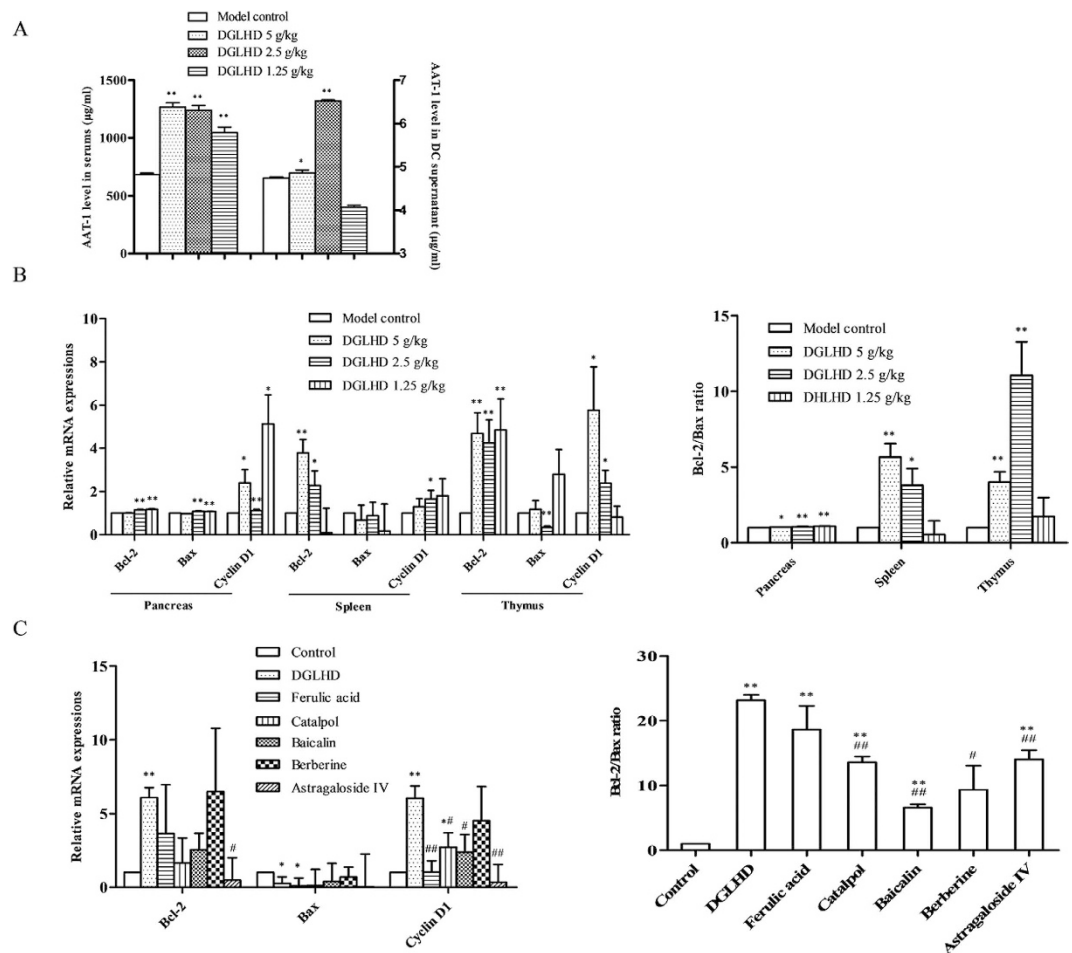 A
Model control
DGLHD 5 g/kg
DGLHD 2.5 g/kg
DGLHD 1.25 g/kg
AAT-1 level in serums (µg/ml)
1500
1000
500
0
** ** ** * **
7
6
5
4
3
AAT-1 level in DC supernatant (µg/ml)
B
Relative mRNA expressions
10
8
6
4
2
0
Model control
DGLHD 5 g/kg
DGLHD 2.5 g/kg
DGLHD 1.25 g/kg
** ** ** ** * ** * ** * * ** ** ** ** * *
Bcl-2 Bax Cyclin D1 Bcl-2 Bax Cyclin D1 Bcl-2 Bax Cyclin D1
Pancreas Spleen Thymus
Bcl-2/Bax ratio
15
10
5
0
Model control
DGLHD 5 g/kg
DGLHD 2.5 g/kg
DHLHD 1.25 g/kg
* ** ** ** * ** **
Pancreas Spleen Thymus
C
Relative mRNA expressions
15
10
5
0
Control
DGLHD
Ferulic acid
Catalpol
Baicalin
Berberine
Astragaloside IV
** # * * ** ## *# # ##
Bcl-2 Bax Cyclin D1
Bcl-2/Bax ratio
30
20
10
0
** ** ** ** **
## ## # ##
Control DGLHD Ferulic acid Catalpol Baicalin Berberine Astragaloside IV